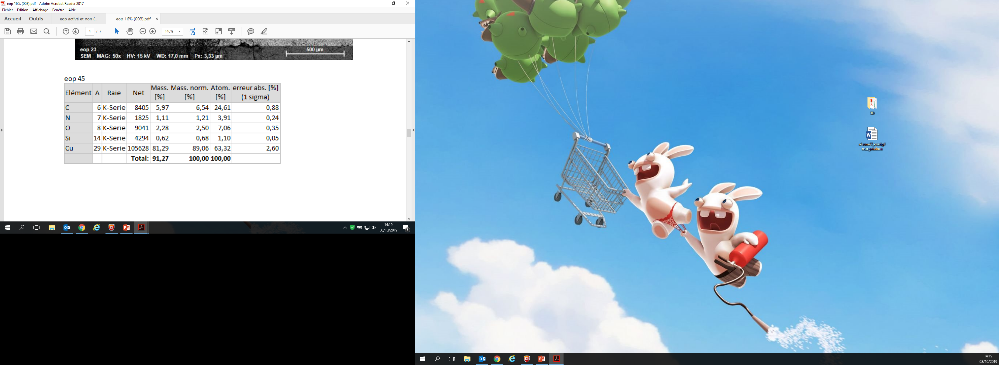 eop 16% (003).pdf - Adobe Acrobat Reader 2017
Fichier Edition Affichage Fenêtre Aide
Accueil Outils eop activé et non (... eop 16% (003).pdf ×
4 / 7 146%
eop 23
500 µm
SEM MAG: 50x HV: 15 kV WD: 17,0 mm Px: 3,33 µm
eop 45
Elément A Raie Net Mass. [%] Mass. norm. [%] Atom. [%] erreur abs. [%] (1 sigma)
C 6 K-Serie 8405 5,97 6,54 24,61 0,88
N 7 K-Serie 1825 1,11 1,21 3,91 0,24
O 8 K-Serie 9041 2,28 2,50 7,06 0,35
Si 14 K-Serie 4294 0,62 0,68 1,10 0,05
Cu 29 K-Serie 105628 81,29 89,06 63,32 2,60
Total: 91,27 100,00 100,00
14:19
08/10/2019
3
3D
résumé7_corrigé
margot.docx
14:19
08/10/2019